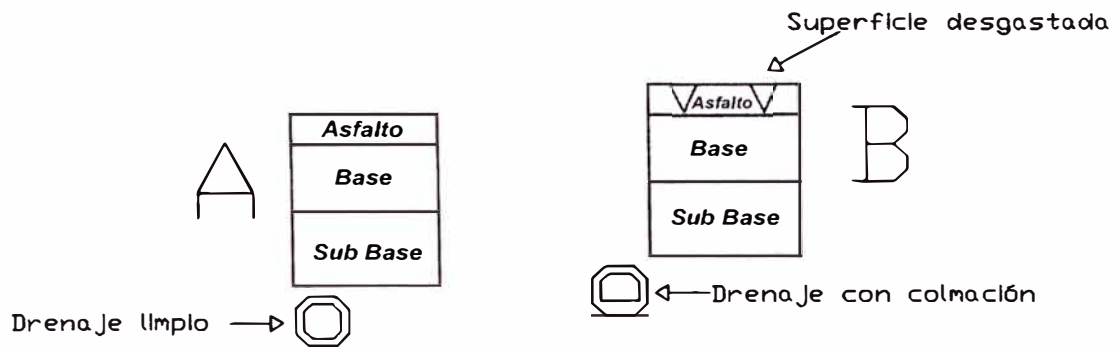 Superficie desgastada
Asfalto
Asfalto
A
Base
Base
B
Sub Base
Sub Base
Drenaje con colmación
Drenaje limpio